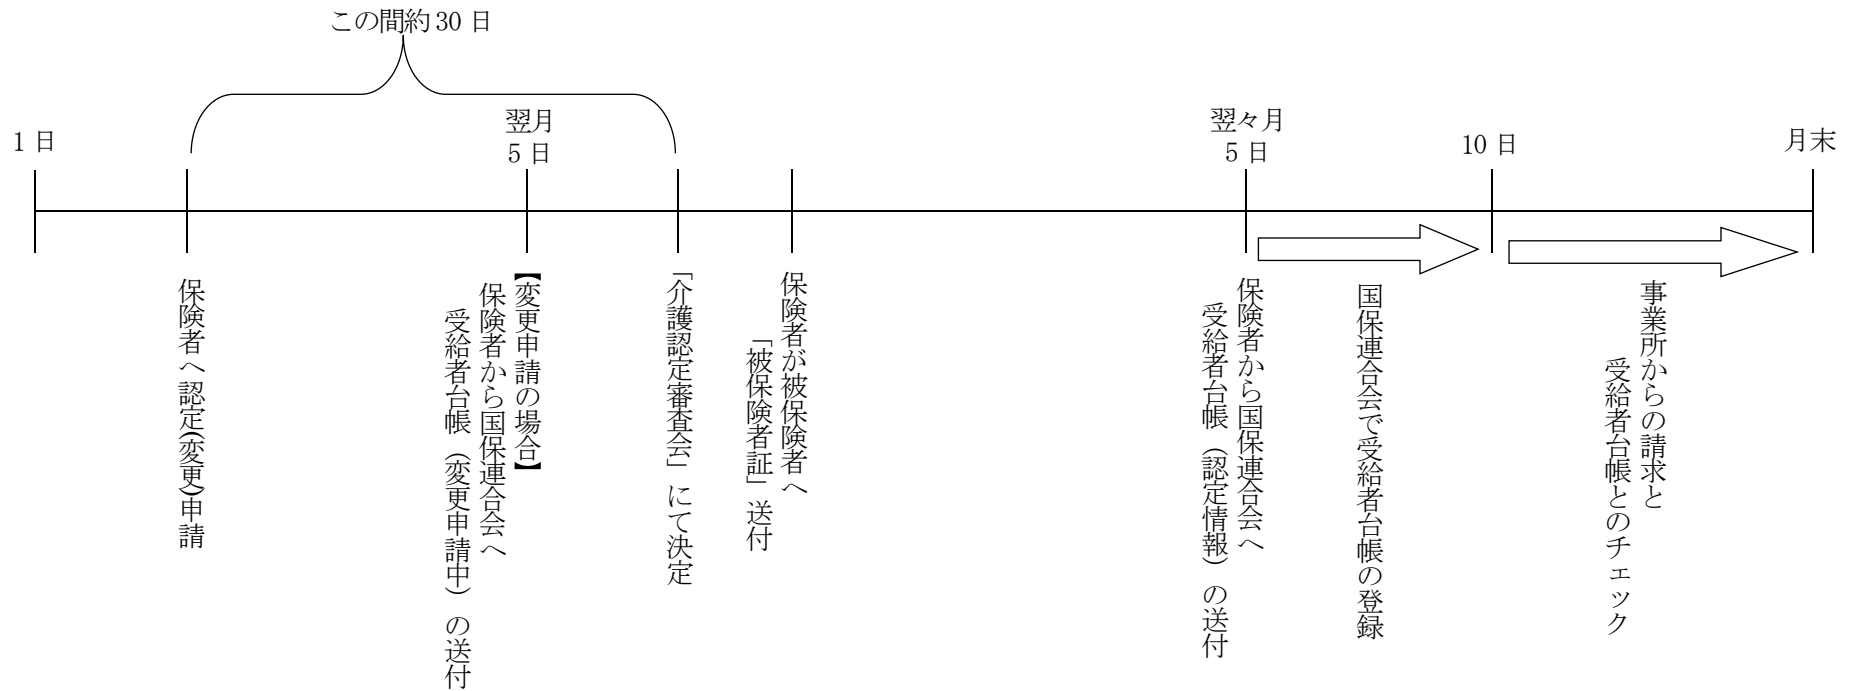 この間約30日
1日
翌月
5日
翌々月
5日
10日
月末
保険者へ認定(変更)申請
【変更申請の場合】
保険者から国保連合会へ
受給者台帳（変更申請中）の送付
「介護認定審査会」にて決定
保険者が被保険者へ
「被保険者証」送付
保険者から国保連合会へ
受給者台帳（認定情報）の送付
国保連合会で受給者台帳の登録
事業所からの請求と
受給者台帳とのチェック